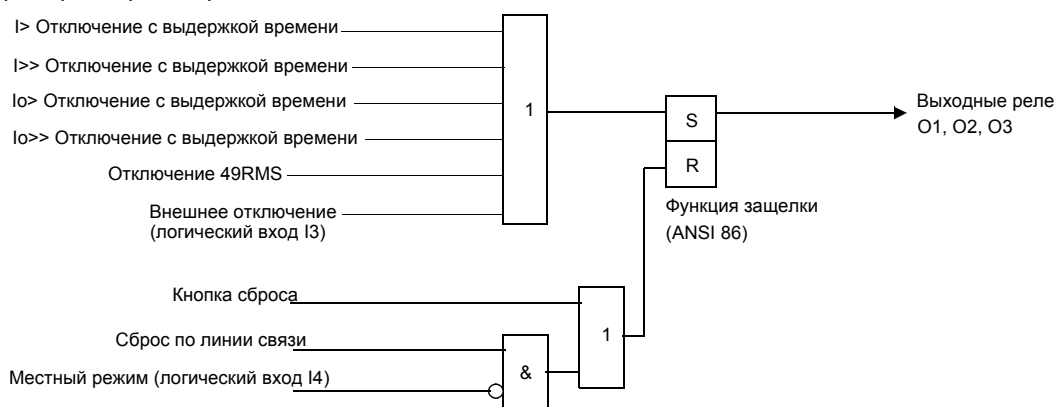 I> Отключение с выдержкой времени
I>> Отключение с выдержкой времени
Io> Отключение с выдержкой времени
Io>> Отключение с выдержкой времени
Отключение 49RMS
Внешнее отключение
(логический вход I3)
1
S
R
Выходные реле
O1, O2, O3
Функция защелки
(ANSI 86)
Кнопка сброса
Сброс по линии связи
Местный режим (логический вход I4)
&
1